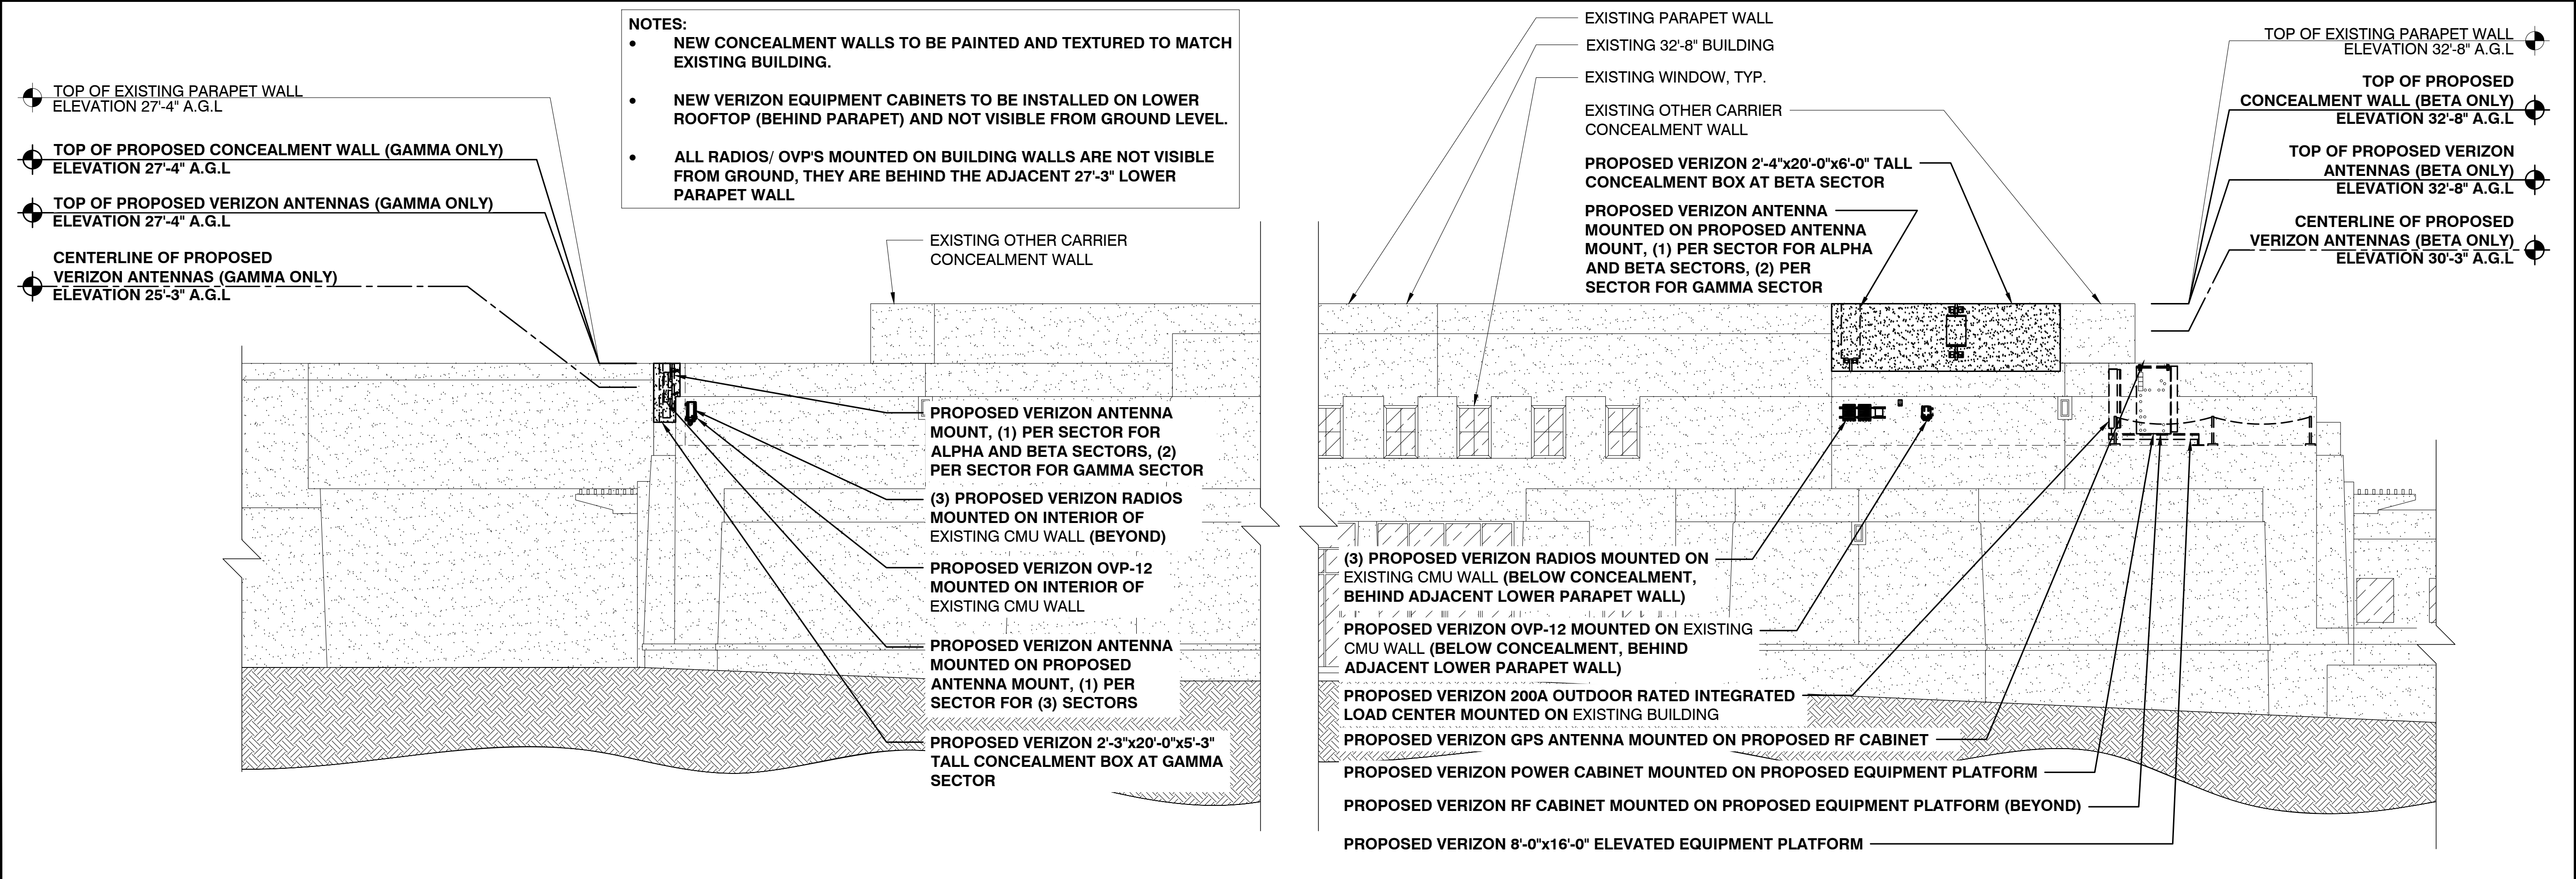 NOTES:
• NEW CONCEALMENT WALLS TO BE PAINTED AND TEXTURED TO MATCH
EXISTING BUILDING.
• NEW VERIZON EQUIPMENT CABINETS TO BE INSTALLED ON LOWER
ROOFTOP (BEHIND PARAPET) AND NOT VISIBLE FROM GROUND LEVEL.
• ALL RADIOS/ OVP'S MOUNTED ON BUILDING WALLS ARE NOT VISIBLE
FROM GROUND, THEY ARE BEHIND THE ADJACENT 27'-3" LOWER
PARAPET WALL
TOP OF EXISTING PARAPET WALL
ELEVATION 27'-4" A.G.L
TOP OF PROPOSED CONCEALMENT WALL (GAMMA ONLY)
ELEVATION 27'-4" A.G.L
TOP OF PROPOSED VERIZON ANTENNAS (GAMMA ONLY)
ELEVATION 27'-4" A.G.L
CENTERLINE OF PROPOSED
VERIZON ANTENNAS (GAMMA ONLY)
ELEVATION 25'-3" A.G.L
EXISTING OTHER CARRIER
CONCEALMENT WALL
PROPOSED VERIZON ANTENNA
MOUNT, (1) PER SECTOR FOR
ALPHA AND BETA SECTORS, (2)
PER SECTOR FOR GAMMA SECTOR
(3) PROPOSED VERIZON RADIOS
MOUNTED ON INTERIOR OF
EXISTING CMU WALL (BEYOND)
PROPOSED VERIZON OVP-12
MOUNTED ON INTERIOR OF
EXISTING CMU WALL
PROPOSED VERIZON ANTENNA
MOUNTED ON PROPOSED
ANTENNA MOUNT, (1) PER
SECTOR FOR (3) SECTORS
PROPOSED VERIZON 2'-3"x20'-0"x5'-3"
TALL CONCEALMENT BOX AT GAMMA
SECTOR
EXISTING PARAPET WALL
EXISTING 32'-8" BUILDING
EXISTING WINDOW, TYP.
EXISTING OTHER CARRIER
CONCEALMENT WALL
PROPOSED VERIZON 2'-4"x20'-0"x6'-0" TALL
CONCEALMENT BOX AT BETA SECTOR
PROPOSED VERIZON ANTENNA
MOUNTED ON PROPOSED ANTENNA
MOUNT, (1) PER SECTOR FOR ALPHA
AND BETA SECTORS, (2) PER
SECTOR FOR GAMMA SECTOR
TOP OF EXISTING PARAPET WALL
ELEVATION 32'-8" A.G.L
TOP OF PROPOSED
CONCEALMENT WALL (BETA ONLY)
ELEVATION 32'-8" A.G.L
TOP OF PROPOSED VERIZON
ANTENNAS (BETA ONLY)
ELEVATION 32'-8" A.G.L
CENTERLINE OF PROPOSED
VERIZON ANTENNAS (BETA ONLY)
ELEVATION 30'-3" A.G.L
(3) PROPOSED VERIZON RADIOS MOUNTED ON
EXISTING CMU WALL (BELOW CONCEALMENT,
BEHIND ADJACENT LOWER PARAPET WALL)
PROPOSED VERIZON OVP-12 MOUNTED ON EXISTING
CMU WALL (BELOW CONCEALMENT, BEHIND
ADJACENT LOWER PARAPET WALL)
PROPOSED VERIZON 200A OUTDOOR RATED INTEGRATED
LOAD CENTER MOUNTED ON EXISTING BUILDING
PROPOSED VERIZON GPS ANTENNA MOUNTED ON PROPOSED RF CABINET
PROPOSED VERIZON POWER CABINET MOUNTED ON PROPOSED EQUIPMENT PLATFORM
PROPOSED VERIZON RF CABINET MOUNTED ON PROPOSED EQUIPMENT PLATFORM (BEYOND)
PROPOSED VERIZON 8'-0"x16'-0" ELEVATED EQUIPMENT PLATFORM